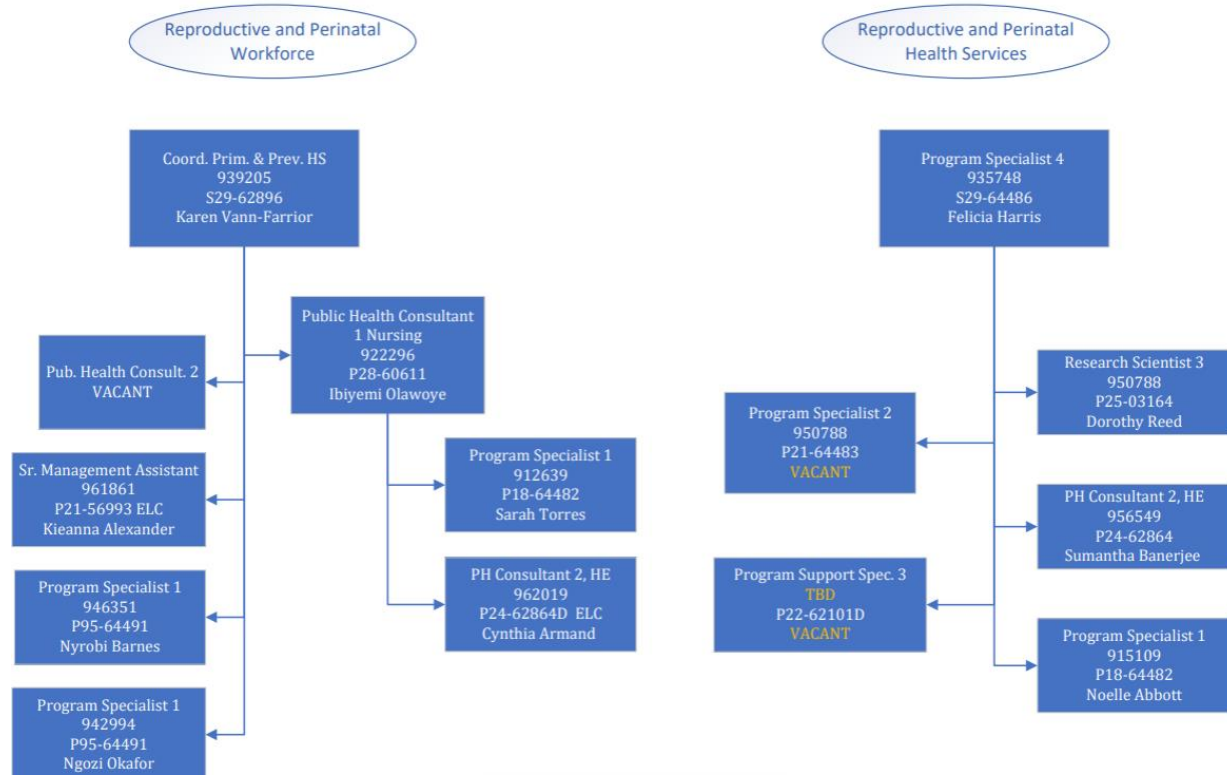 Reproductive and Perinatal
Workforce
Coord. Prim. & Prev. HS
939205
S29-62896
Karen Vann-Farrior
Public Health Consultant
1 Nursing
922296
P28-60611
Ibiyemi Olawoye
Pub. Health Consult. 2
VACANT
Sr. Management Assistant
961861
P21-56993 ELC
Kieanna Alexander
Program Specialist 1
912639
P18-64482
Sarah Torres
Program Specialist 1
946351
P95-64491
Nyrobi Barnes
PH Consultant 2, HE
962019
P24-62864D ELC
Cynthia Armand
Program Specialist 1
942994
P95-64491
Ngozi Okafor
Reproductive and Perinatal
Health Services
Program Specialist 4
935748
S29-64486
Felicia Harris
Research Scientist 3
950788
P25-03164
Dorothy Reed
Program Specialist 2
950788
P21-64483
VACANT
PH Consultant 2, HE
956549
P24-62864
Sumantha Banerjee
Program Support Spec. 3
TBD
P22-62101D
VACANT
Program Specialist 1
915109
P18-64482
Noelle Abbott